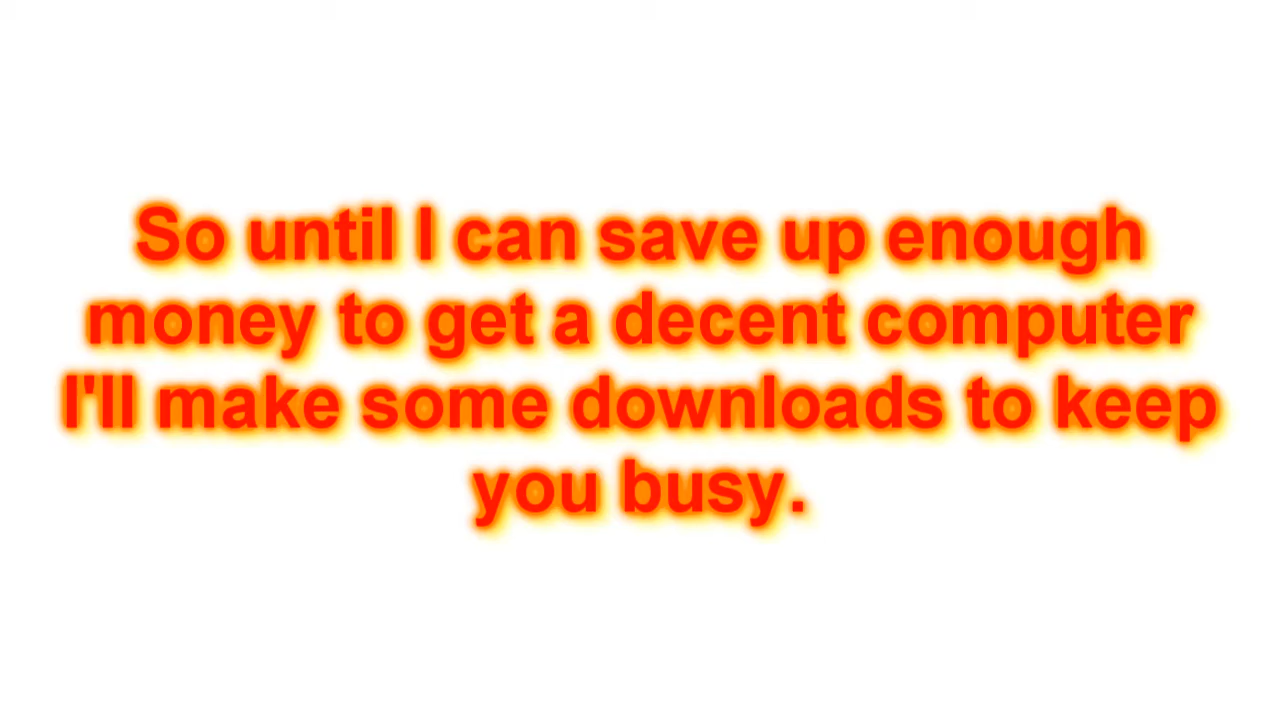 So until I can save up enough
money to get a decent computer
I'll make some downloads to keep
you busy.